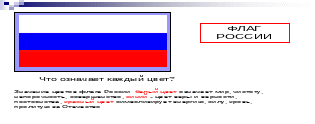 ФЛАГ
РОССИИ
Что означает каждый цвет?
Значение цветов флага России: белый цвет означает мир, чистоту,
непорочность, совершенство; синий – цвет веры и верности,
постоянства; красный цвет символизирует энергию, силу, кровь,
пролитую за Отечество